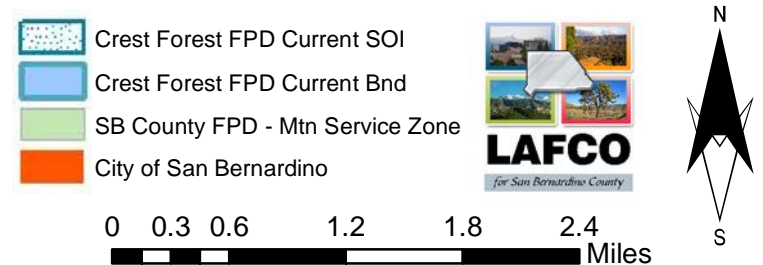 Crest Forest FPD Current SOI
Crest Forest FPD Current Bnd
SB County FPD - Mtn Service Zone
City of San Bernardino
LAFCO
for San Bernardino County
N
S
0 0.3 0.6 1.2 1.8 2.4
Miles